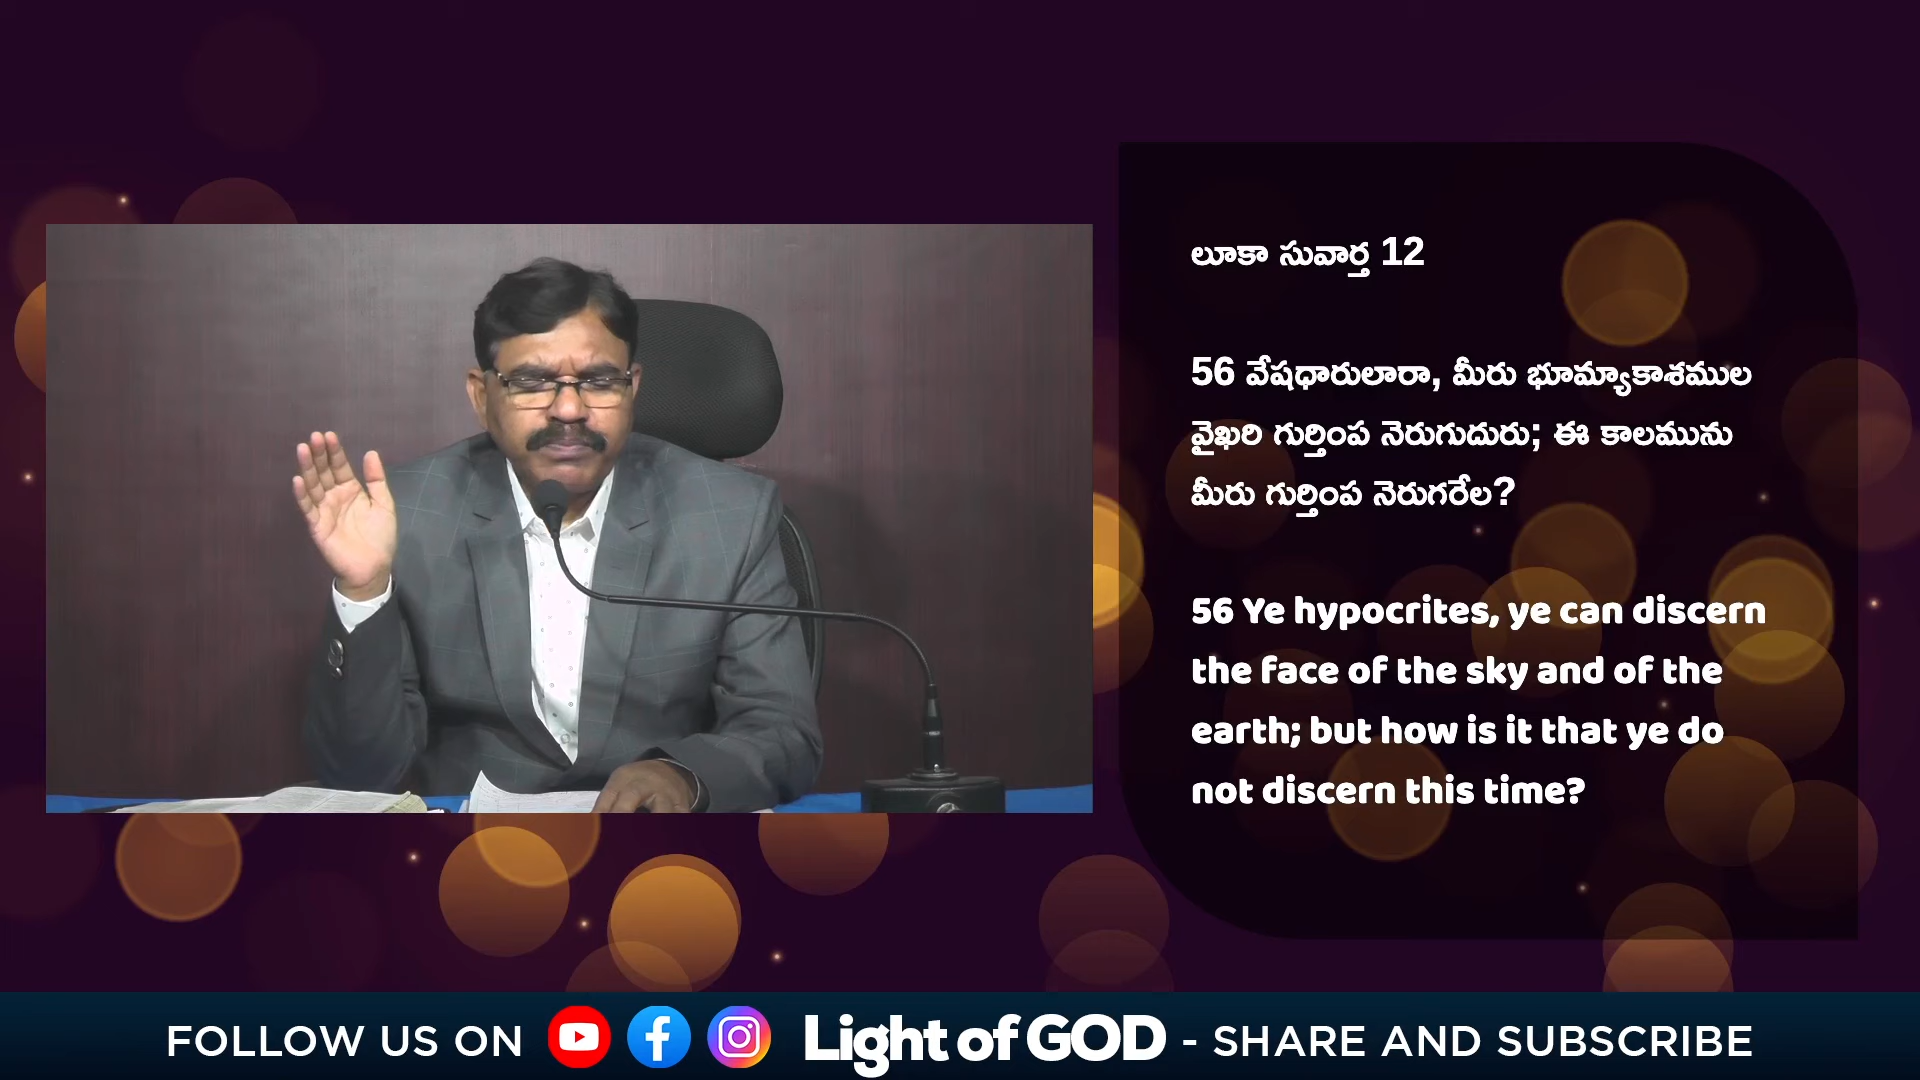 లూకా సువార్త 12
56 వేషధారులారా, మీరు భూమ్యాకాశముల
వైఖరి గుర్తింప నెరుగుదురు; ఈ కాలమును
మీరు గుర్తింప నెరుగరేల?
56 Ye hypocrites, ye can discern
the face of the sky and of the
earth; but how is it that ye do
not discern this time?
FOLLOW US ON Light of GOD - SHARE AND SUBSCRIBE